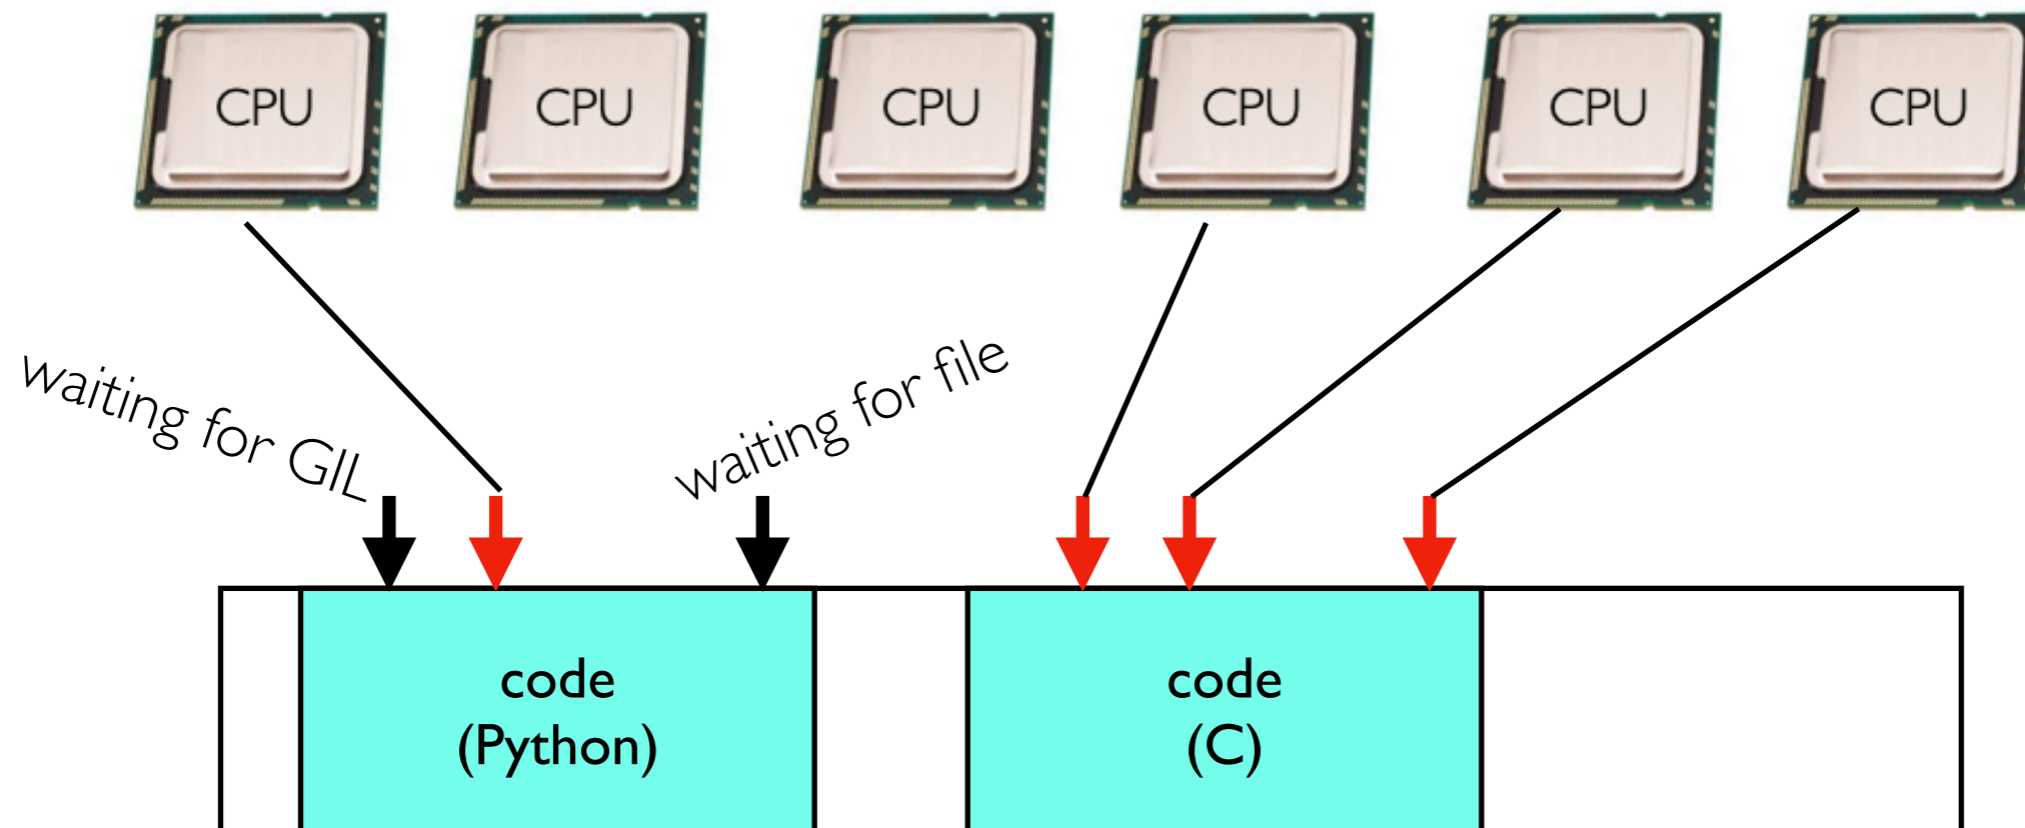 CPU
CPU
CPU
CPU
CPU
CPU
waiting for GIL
waiting for file
code
(Python)
code
(C)